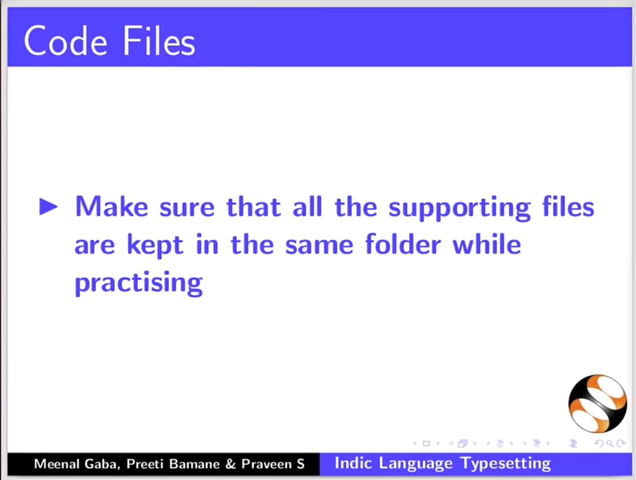 Code Files
Make sure that all the supporting files
are kept in the same folder while
practising
Meenal Gaba, Preeti Bamane & Praveen S
Indic Language Typesetting